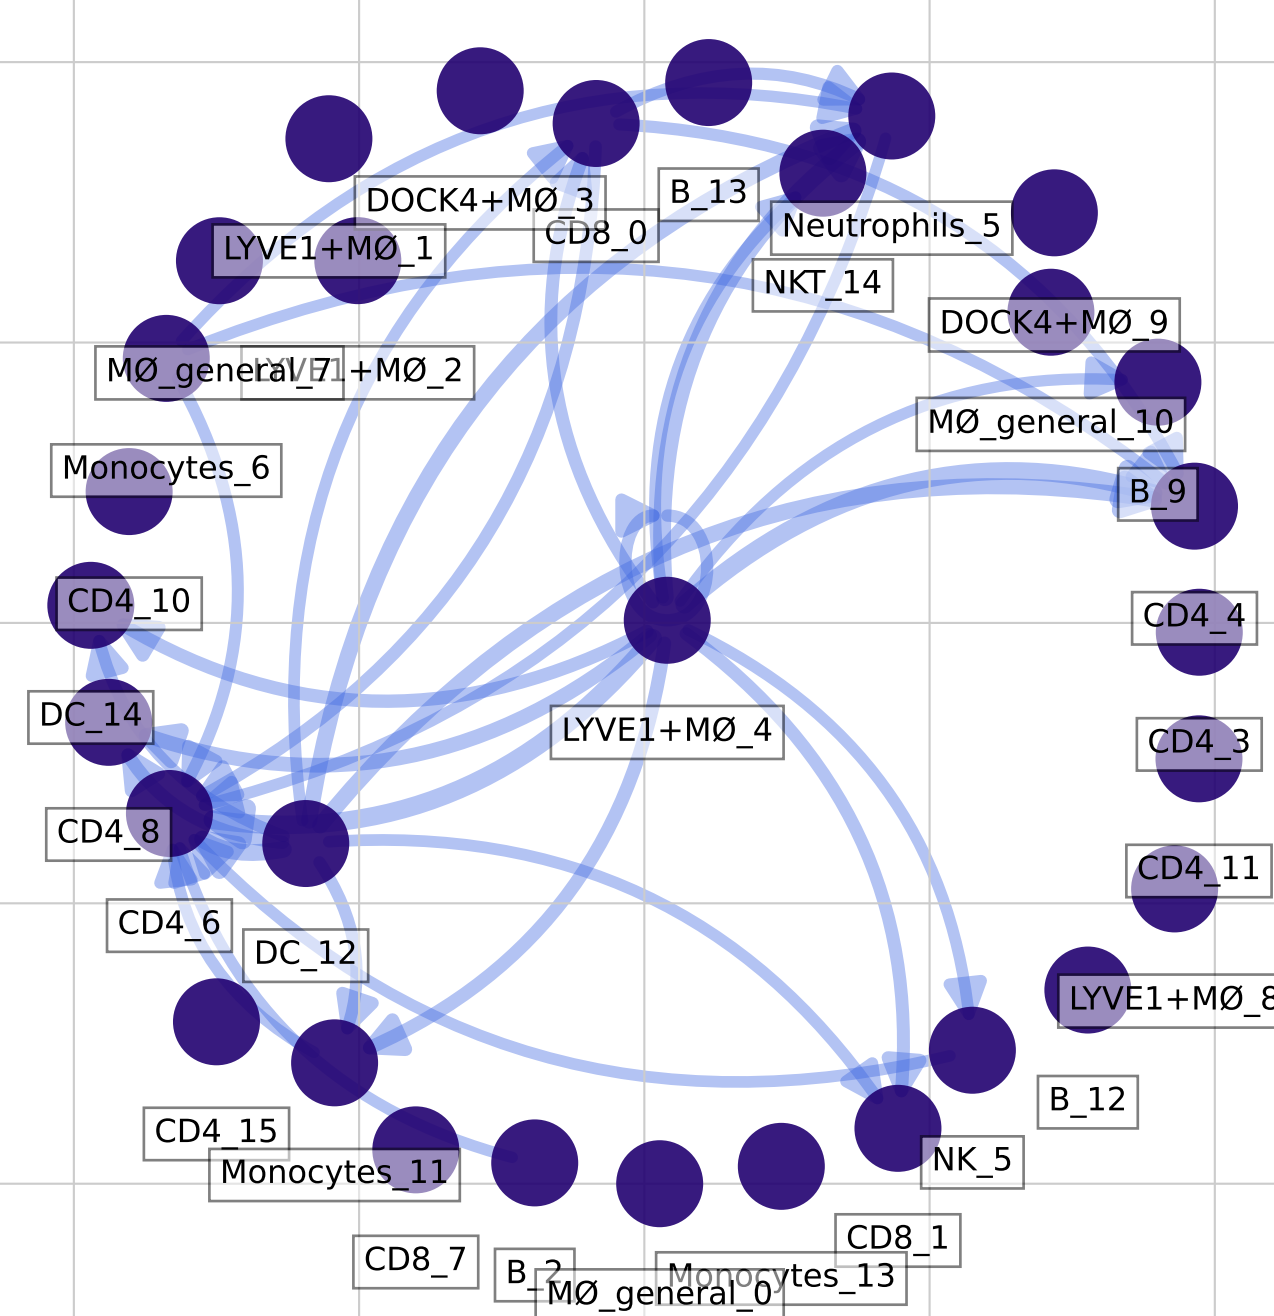 DOCK4+MØ_3
B_13
Neutrophils_5
CD8_0
LYVE1+MØ_1
NKT_14
DOCK4+MØ_9
MØ_general_7
LYVE1+MØ_2
MØ_general_10
Monocytes_6
B_9
CD4_10
CD4_4
DC_14
LYVE1+MØ_4
CD4_3
CD4_8
CD4_11
CD4_6
DC_12
LYVE1+MØ_8
B_12
CD4_15
Monocytes_11
NK_5
CD8_1
CD8_7
B_2
Monocytes_13
MØ_general_0